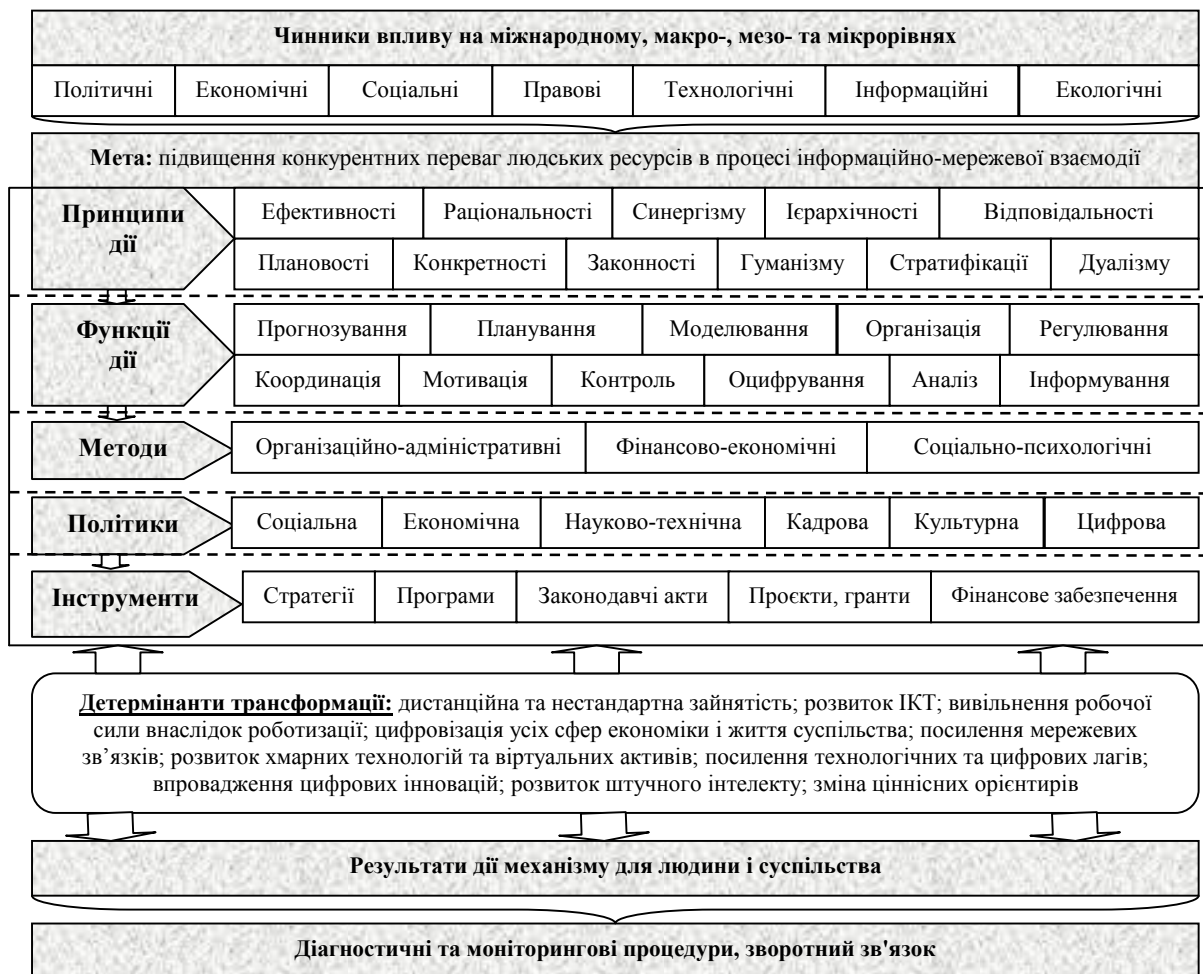 Чинники впливу на міжнародному, макро-, мезо- та мікрорівнях
Політичні Економічні Соціальні Правові Технологічні Інформаційні Екологічні
Мета: підвищення конкурентних переваг людських ресурсів в процесі інформаційно-мережевої взаємодії
Принципи
дії
Ефективності Раціональності Синергізму Ієрархічності Відповідальності
Плановості Конкретності Законності Гуманізму Стратифікації Дуалізму
Функції
дії
Прогнозування Планування Моделювання Організація Регулювання
Координація Мотивація Контроль Оцифрування Аналіз Інформування
Методи
Організаційно-адміністративні Фінансово-економічні Соціально-психологічні
Політики
Соціальна Економічна Науково-технічна Кадрова Культурна Цифрова
Інструменти
Стратегії Програми Законодавчі акти Проєкти, гранти Фінансове забезпечення
Детермінанти трансформації: дистанційна та нестандартна зайнятість; розвиток ІКТ; вивільнення робочої
сили внаслідок роботизації; цифровізація усіх сфер економіки і життя суспільства; посилення мережевих
зв’язків; розвиток хмарних технологій та віртуальних активів; посилення технологічних та цифрових лагів;
впровадження цифрових інновацій; розвиток штучного інтелекту; зміна ціннісних орієнтирів
Результати дії механізму для людини і суспільства
Діагностичні та моніторингові процедури, зворотний зв'язок